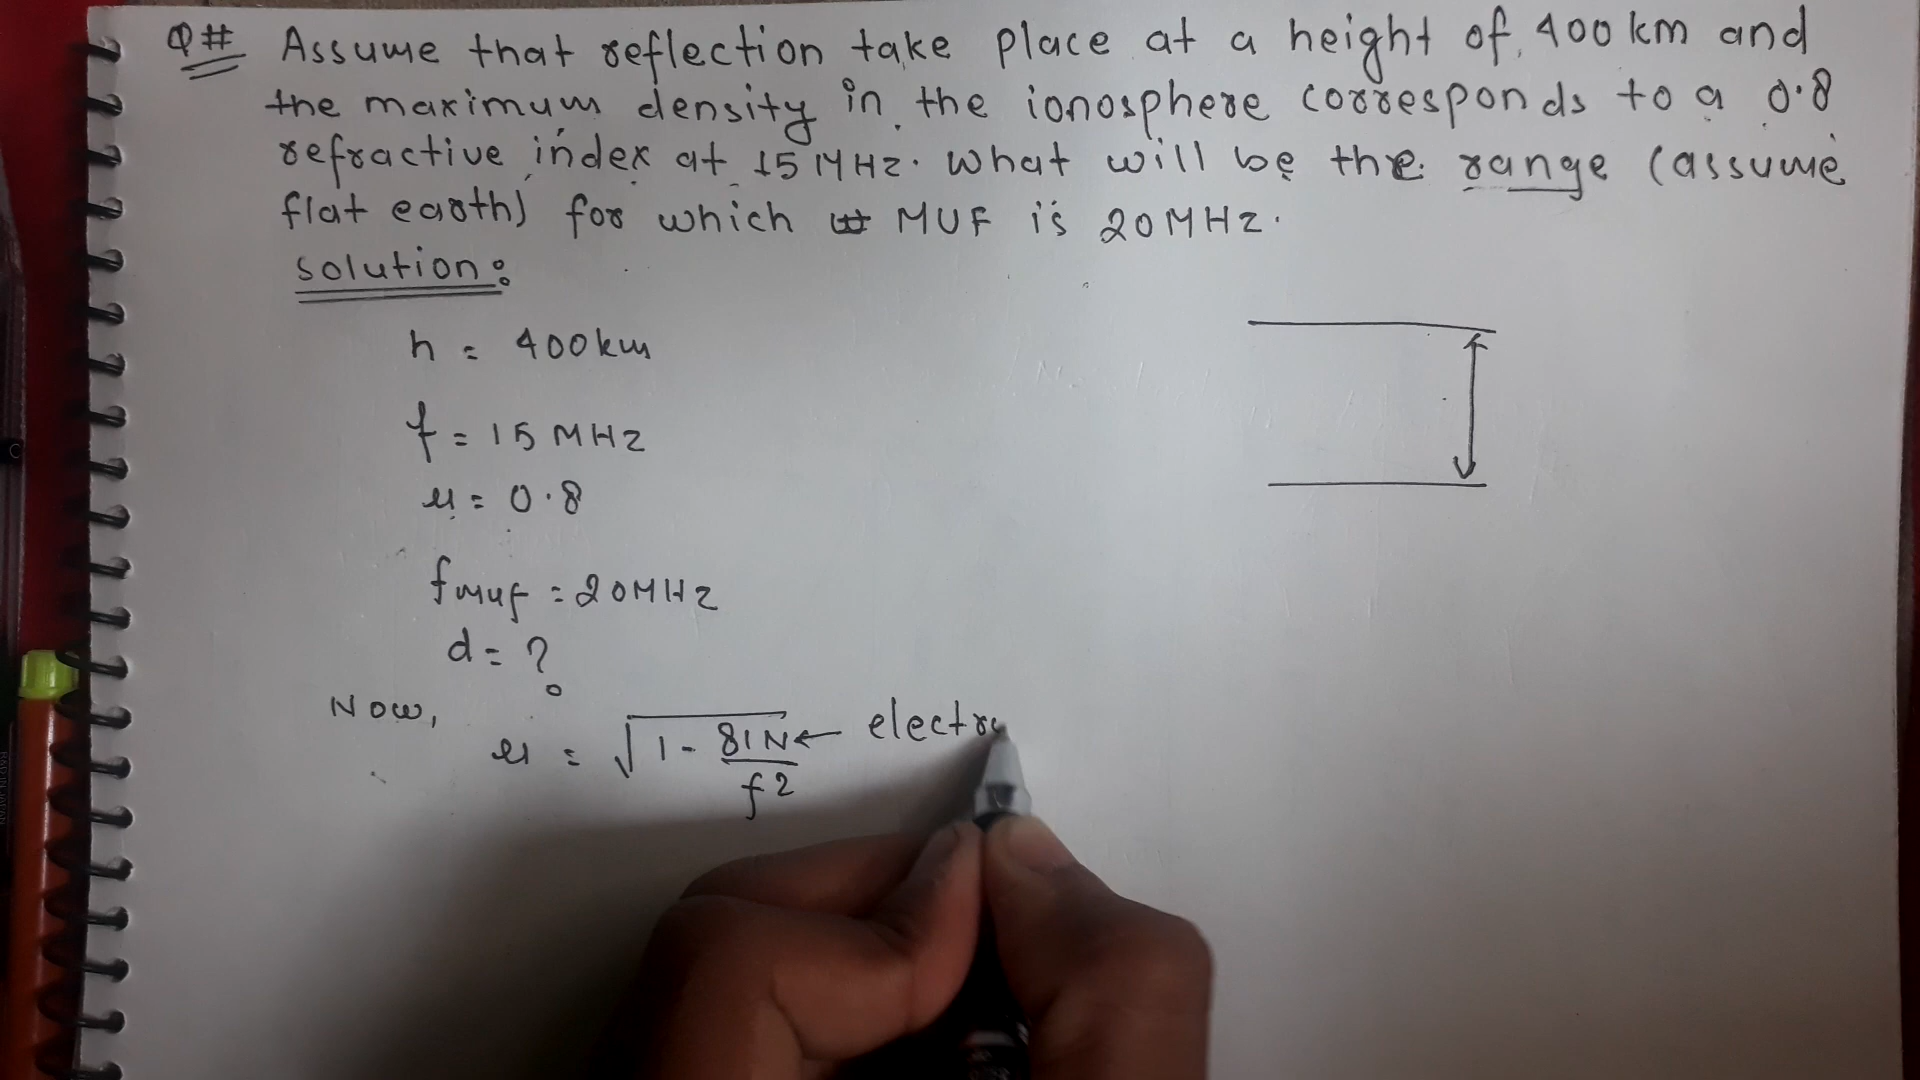 Q# Assume that reflection take place at a height of 400 km and
the maximum density in the ionosphere corresponds to a 0.8
refractive index at 15 MHz. What will be the range (assume
flat earth) for which MUF is 20 MHz.
Solution:
h = 400 km
f = 15 MHz
μ = 0.8
fmuf = 20 MHz
d = ?
Now,
μ = √1 - 81N/f² ← electro